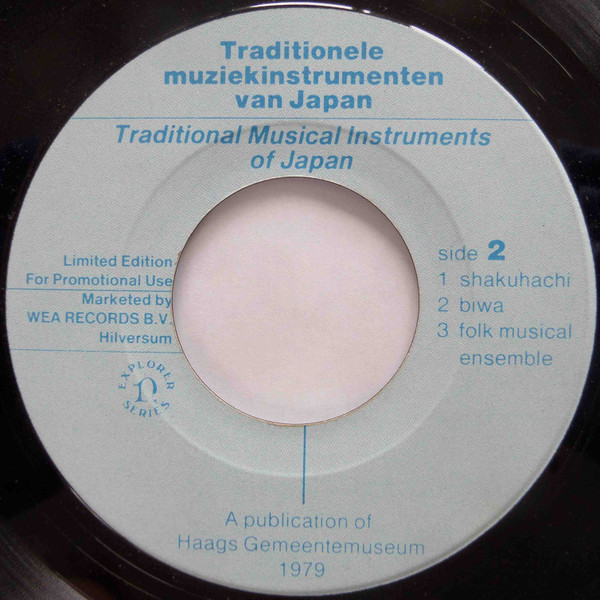 Traditionele
muziekinstrumenten
van Japan
Traditional Musical Instruments
of Japan
Limited Edition
For Promotional Use
Marketed by
WEA RECORDS B.V.
Hilversum
EXPLORER
n.
SERIES
side 2
1 shakuhachi
2 biwa
3 folk musical
ensemble
A publication of
Haags Gemeentemuseum
1979